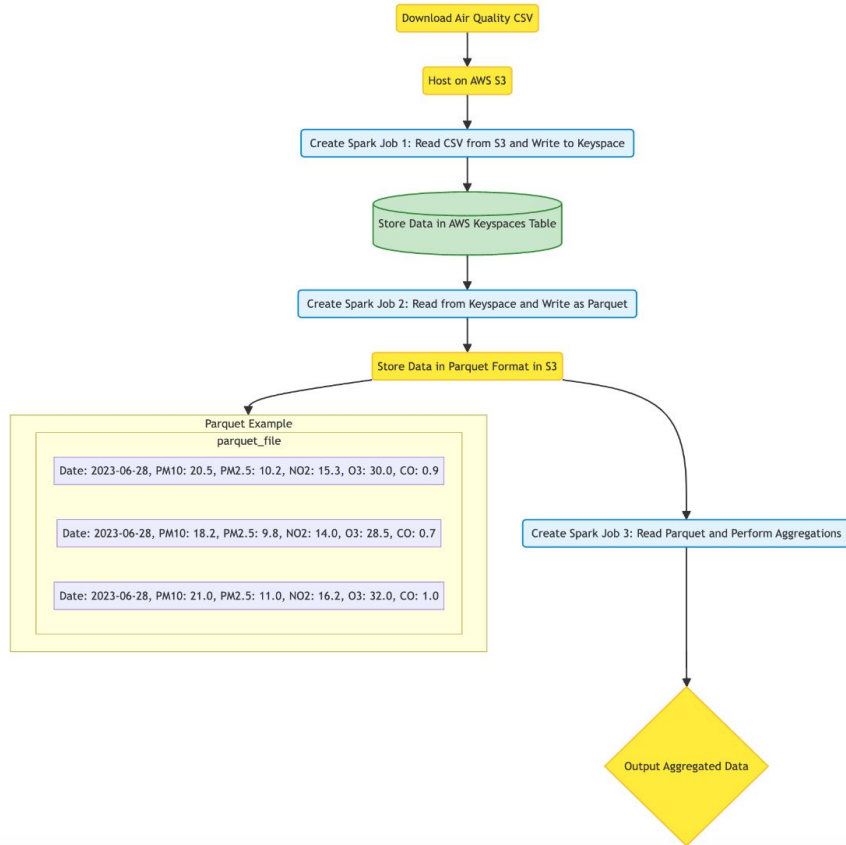 Download Air Quality CSV
Host on AWS S3
Create Spark Job 1: Read CSV from S3 and Write to Keyspace
Store Data in AWS Keyspaces Table
Create Spark Job 2: Read from Keyspace and Write as Parquet
Store Data in Parquet Format in S3
Parquet Example
parquet_file
Date: 2023-06-28, PM10: 20.5, PM2.5: 10.2, NO2: 15.3, O3: 30.0, CO: 0.9
Date: 2023-06-28, PM10: 18.2, PM2.5: 9.8, NO2: 14.0, O3: 28.5, CO: 0.7
Date: 2023-06-28, PM10: 21.0, PM2.5: 11.0, NO2: 16.2, O3: 32.0, CO: 1.0
Create Spark Job 3: Read Parquet and Perform Aggregations
Output Aggregated Data